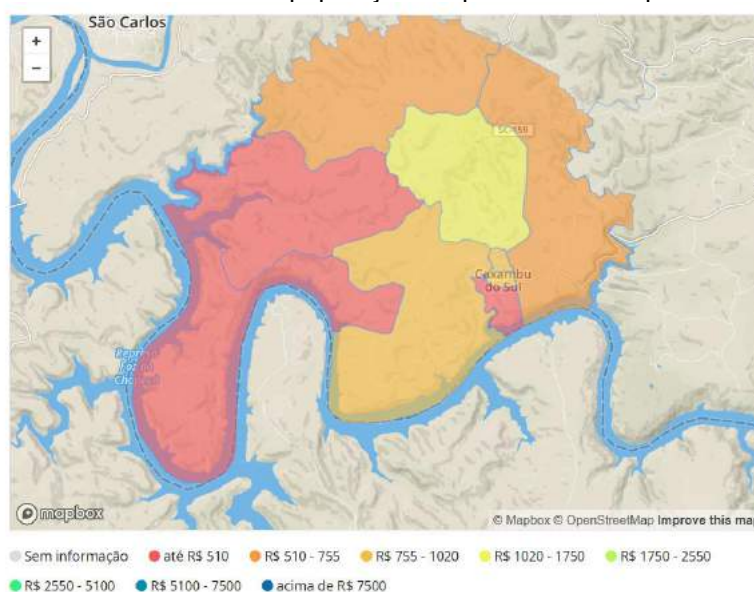 São Carlos
+
−
SC-159
Caxambu
do Sul
mapbox
© Mapbox © OpenStreetMap Improve this map
Sem informação até R$ 510 R$ 510 - 755 R$ 755 - 1020 R$ 1020 - 1750 R$ 1750 - 2550
R$ 2550 - 5100 R$ 5100 - 7500 acima de R$ 7500